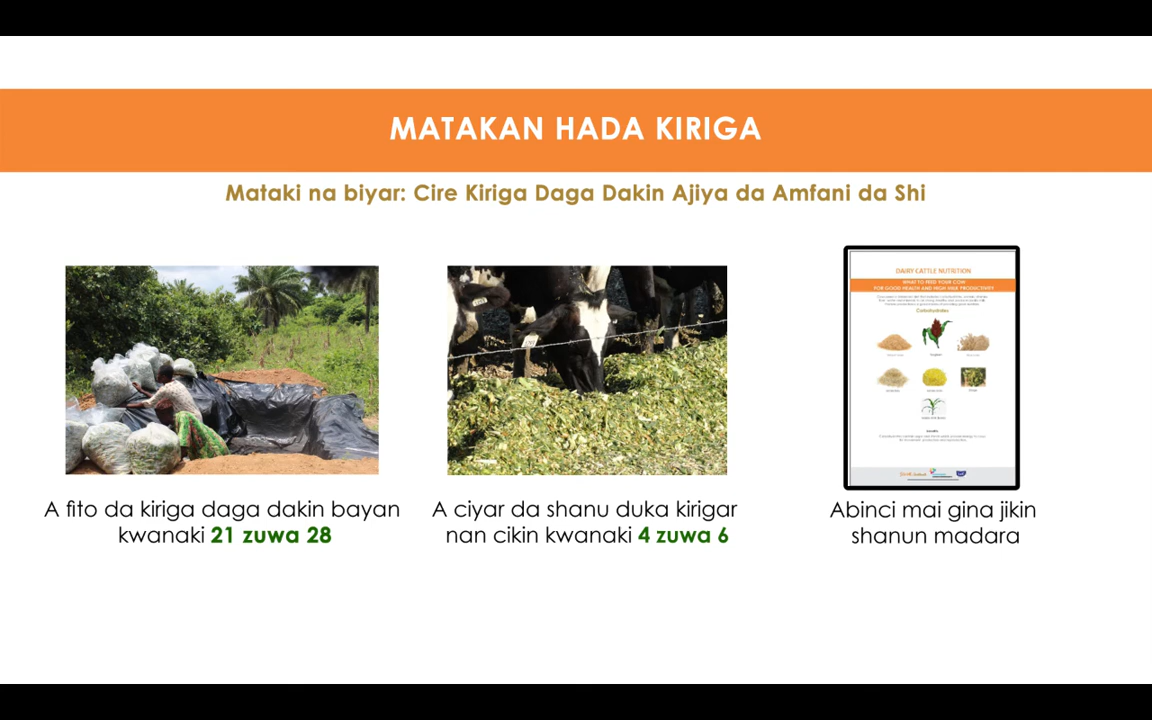 MATAKAN HADA KIRIGA
Mataki na biyar: Cire Kiriga Daga Dakin Ajiya da Amfani da Shi
A fito da kiriga daga dakin bayan
kwanaki 21 zuwa 28
A ciyar da shanu duka kirigar
nan cikin kwanaki 4 zuwa 6
DAIRY CATTLE NUTRITION
WHAT TO FEED YOUR COW
FOR GOOD HEALTH AND HIGH MILK PRODUCTIVITY
Carbohydrates
Abinci mai gina jikin
shanun madara